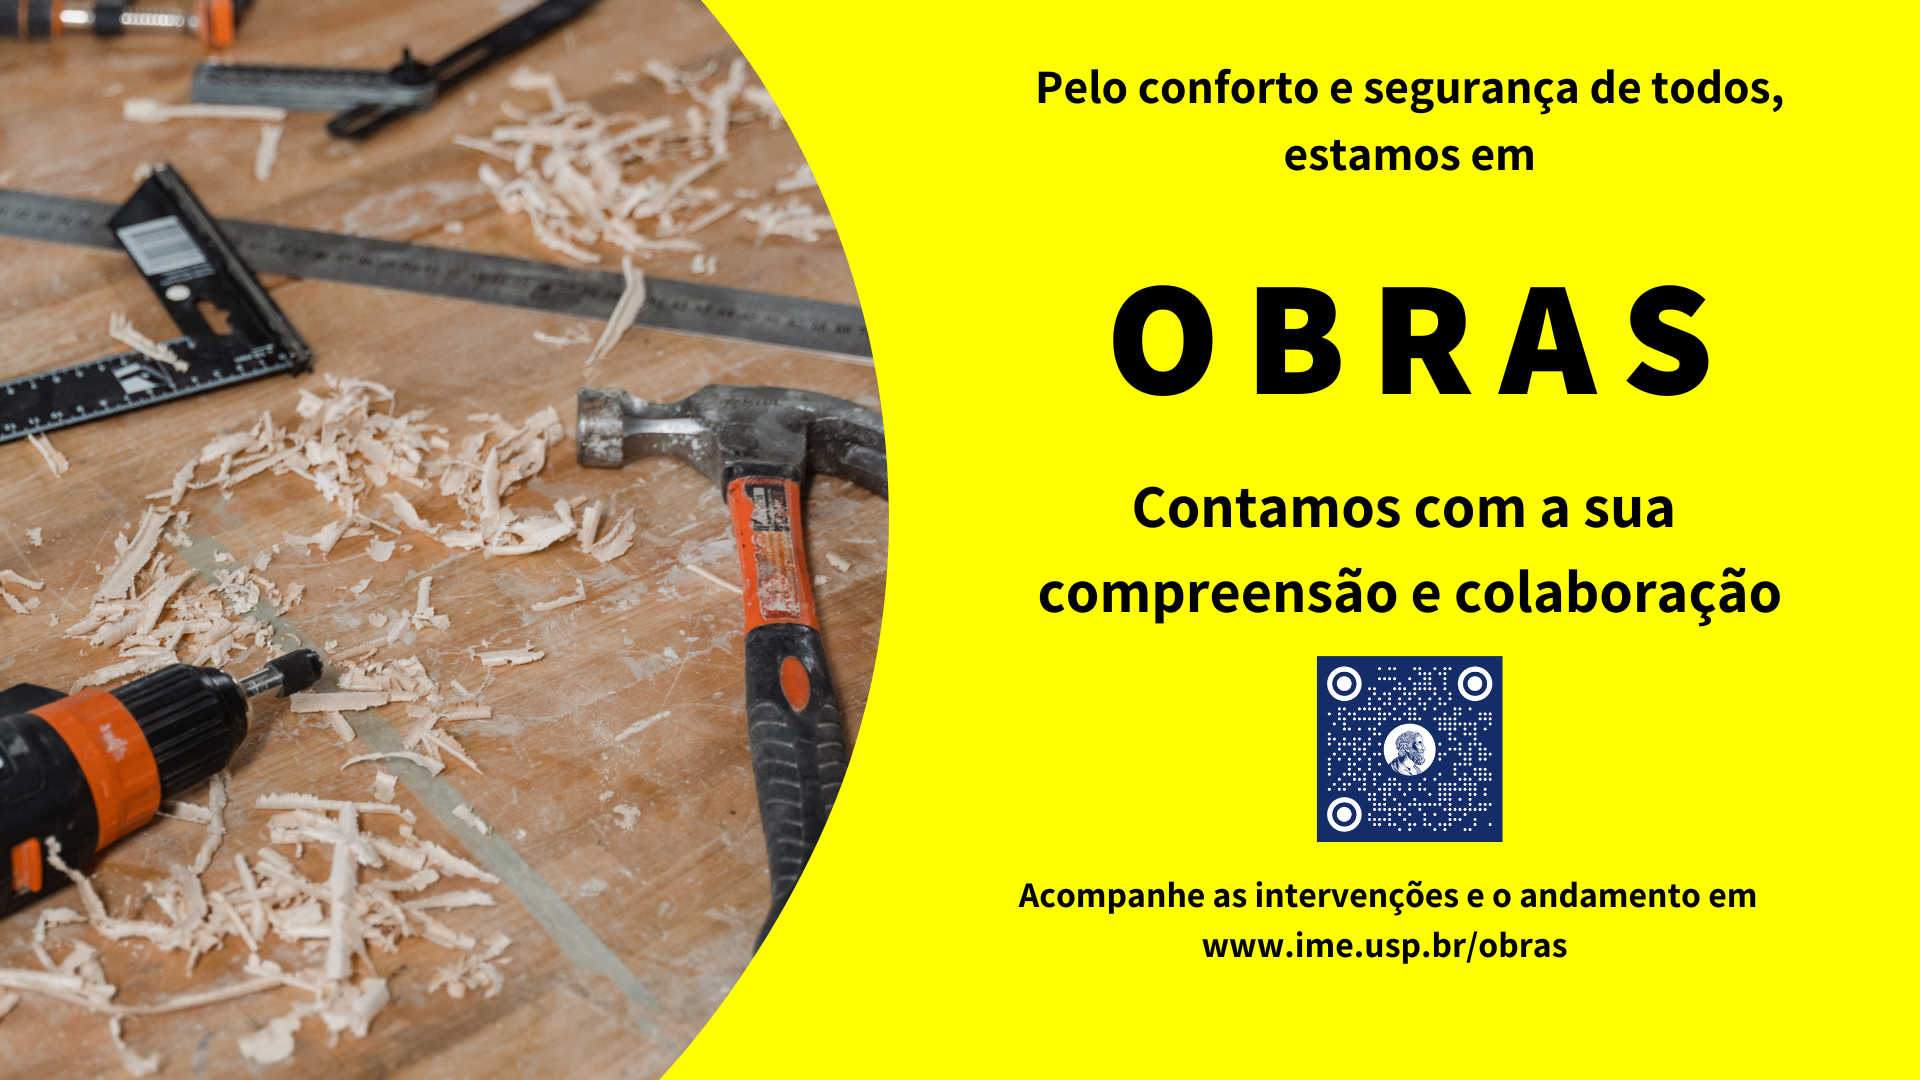 Pelo conforto e segurança de todos,
estamos em
OBRAS
Contamos com a sua
compreensão e colaboração
Acompanhe as intervenções e o andamento em
www.ime.usp.br/obras